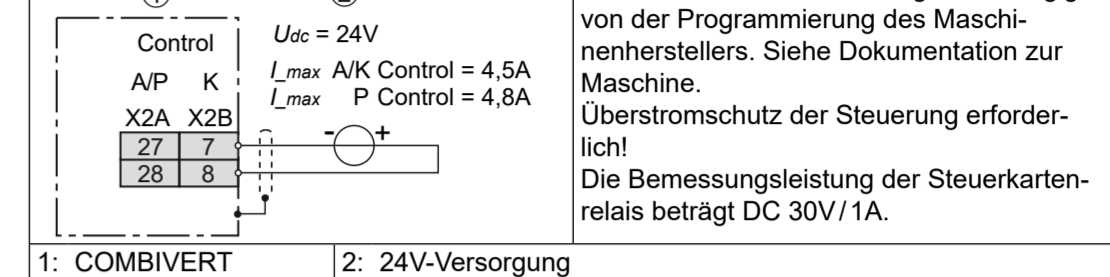 Control
A/P K
X2A X2B
27 7
28 8
Udc = 24V
I_max A/K Control = 4,5A
I_max P Control = 4,8A
- +
von der Programmierung des Maschi-
nenherstellers. Siehe Dokumentation zur
Maschine.
Überstromschutz der Steuerung erforder-
lich!
Die Bemessungsleistung der Steuerkarten-
relais beträgt DC 30V/1A.
1: COMBIVERT
2: 24V-Versorgung